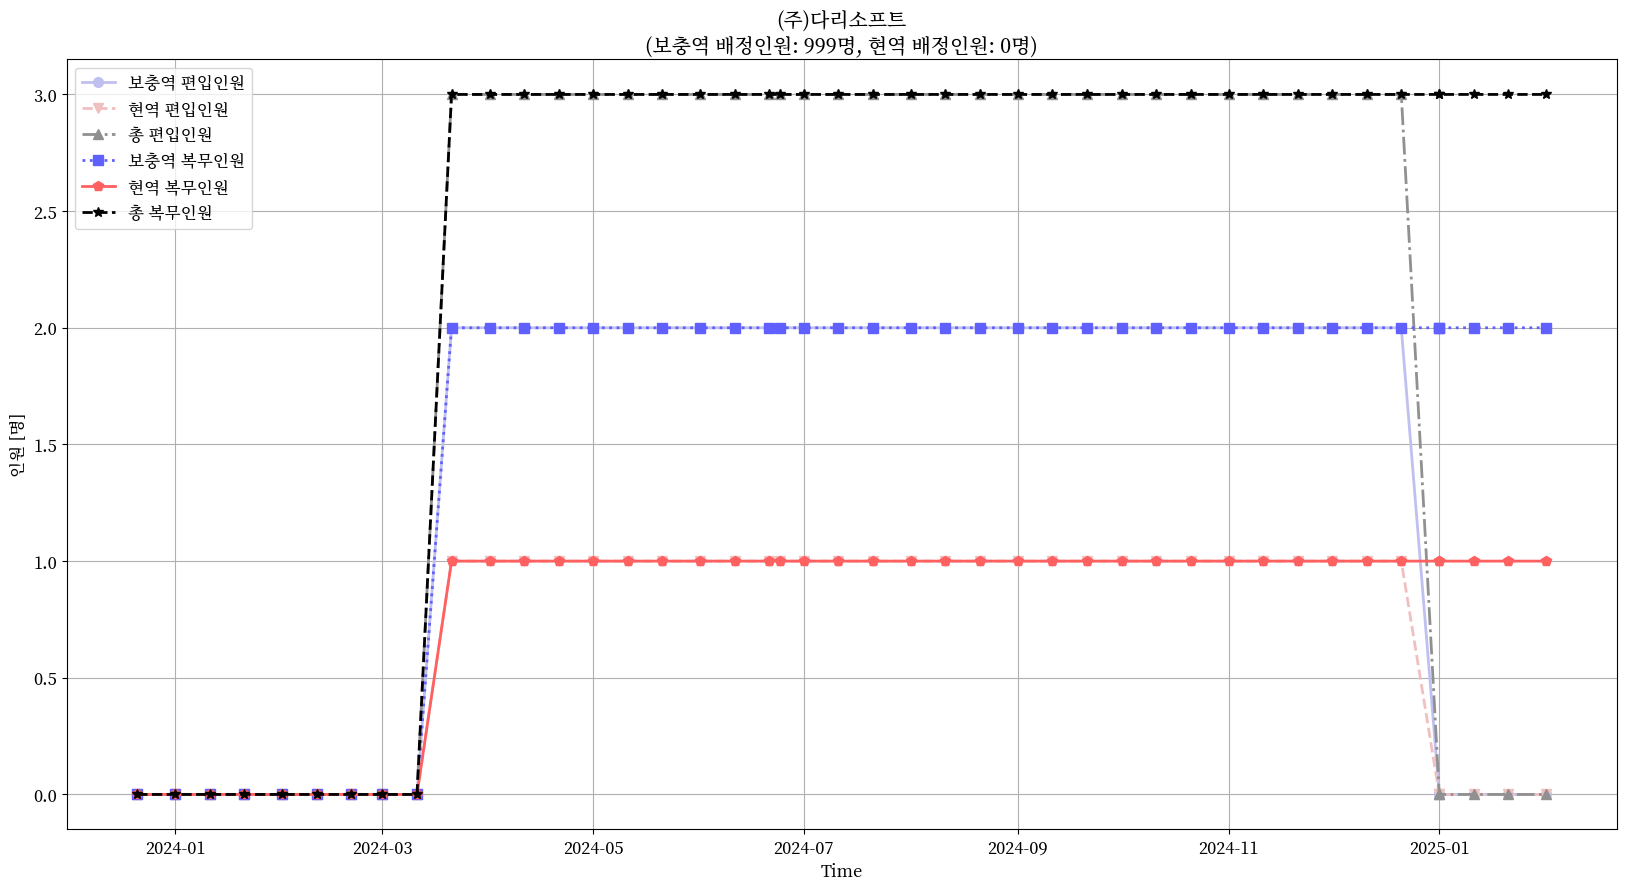 (주)다리소프트
(보충역 배정인원: 999명, 현역 배정인원: 0명)
보충역 편입인원
현역 편입인원
총 편입인원
보충역 복무인원
현역 복무인원
총 복무인원
3.0
2.5
2.0
1.5
1.0
0.5
0.0
인원 [명]
2024-01
2024-03
2024-05
2024-07
2024-09
2024-11
2025-01
Time